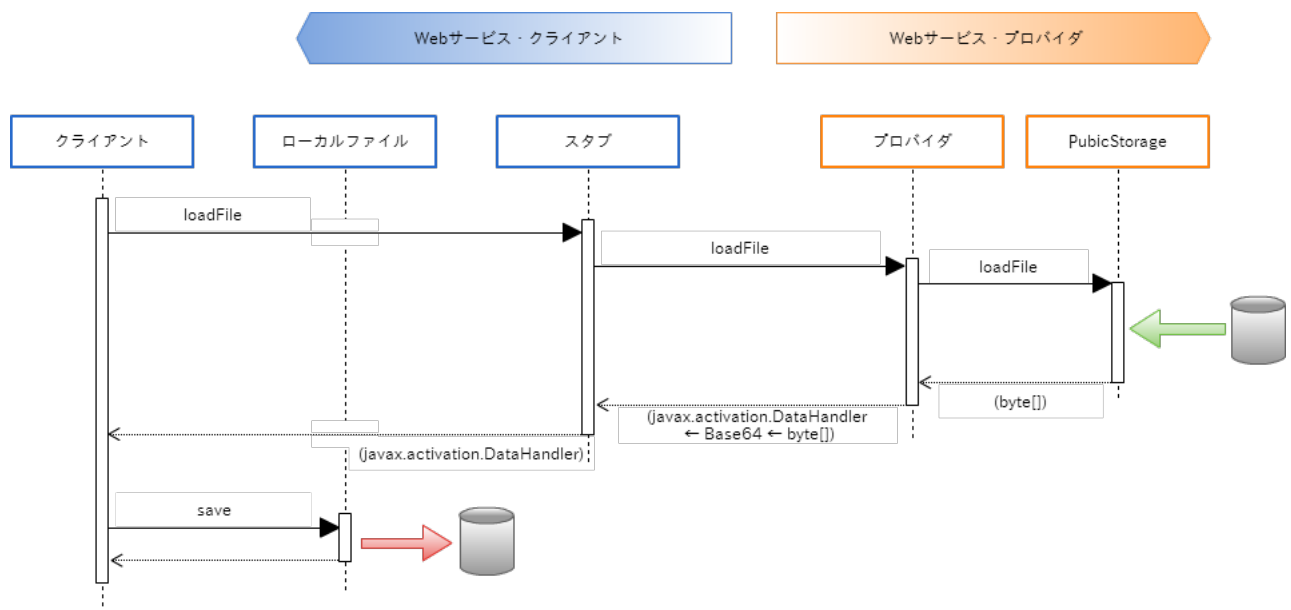 Webサービス・クライアント
Webサービス・プロバイダ
クライアント
ローカルファイル
スタブ
プロバイダ
PubicStorage
loadFile
loadFile
loadFile
(byte[])
(javax.activation.DataHandler
← Base64 ← byte[])
(javax.activation.DataHandler)
save